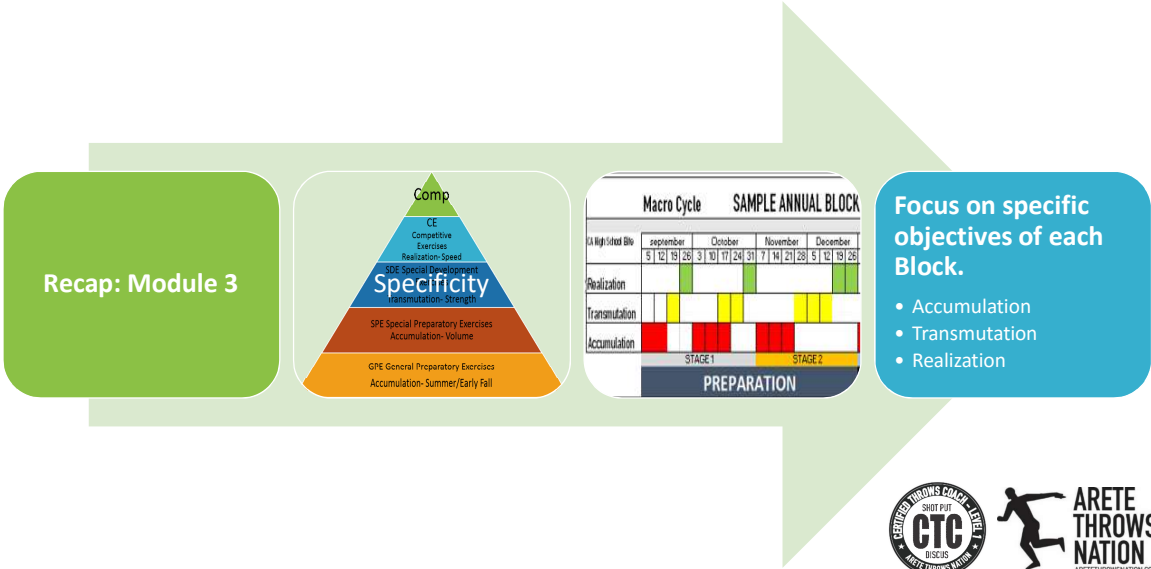 Recap: Module 3
Comp
CE
Competitive
Exercises
Realization- Speed
SDE Special Development
Specificity
Transmutation- Strength
SPE Special Preparatory Exercises
Accumulation- Volume
GPE General Preparatory Exercises
Accumulation- Summer/Early Fall
Macro Cycle SAMPLE ANNUAL BLOCK
CA High School Elite september October November December
5 12 19 26 3 10 17 24 31 7 14 21 28 5 12 19 26
Realization
Transmutation
Accumulation
STAGE 1 STAGE 2
PREPARATION
Focus on specific
objectives of each
Block.
• Accumulation
• Transmutation
• Realization
CERTIFIED THROWS COACH - LEVEL 1
SHOT PUT
CTC
DISCUS
ARETE THROWS NATION
ARETE
THROWS
NATION